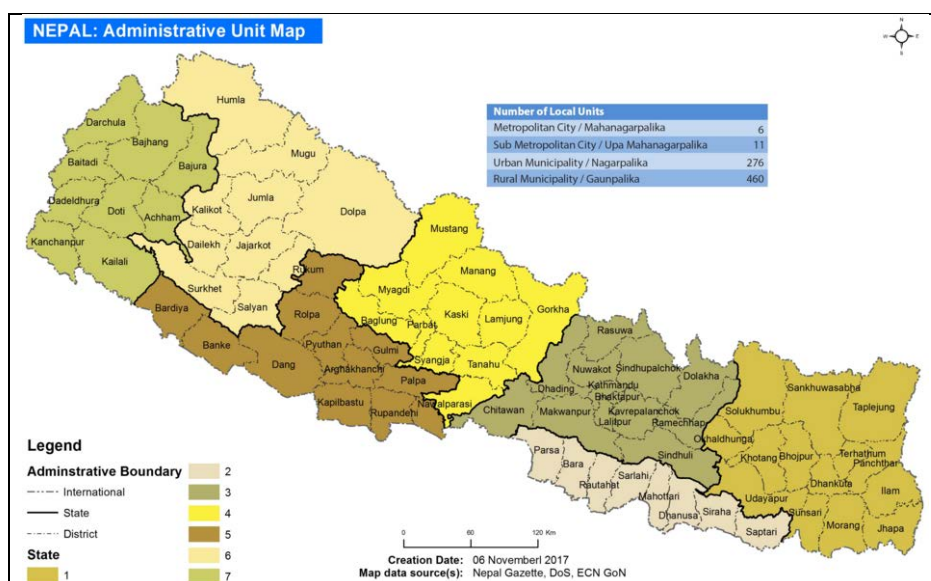 NEPAL: Administrative Unit Map
N
W E
S
Number of Local Units
Metropolitan City / Mahanagarpalika 6
Sub Metropolitan City / Upa Mahanagarpalika 11
Urban Municipality / Nagarpalika 276
Rural Municipality / Gaunpalika 460
Humla
Darchula
Bajhang
Mugu
Baitadi
Bajura
Jumla
Dadeldhura
Doti
Achham
Kalikot
Dolpa
Mustang
Kanchanpur
Dailekh
Jajarkot
Kailali
Rukum
Manang
Surkhet
Salyan
Myagdi
Gorkha
Bardiya
Rolpa
Baglung
Parbat
Kaski
Lamjung
Rasuwa
Banke
Pyuthan
Gulmi
Syangja
Tanahu
Nuwakot
Sindhupalchok
Dolakha
Sankhuwasabha
Dang
Arghakhanchi
Palpa
Dhading
Kathmandu
Bhaktapur
Taplejung
Kapilbastu
Rupandehi
Nawalparasi
Chitawan
Makwanpur
Kavrepalanchok
Lalitpur
Ramechhap
Solukhumbu
Okhaldhunga
Sindhuli
Khotang
Bhojpur
Terhathum
Panchthar
Parsa
Bara
Rautahat
Sarlahi
Mahottari
Dhanusa
Siraha
Saptari
Udayapur
Dhankuta
Sunsari
Morang
Ilam
Jhapa
Legend
Adminstrative Boundary
International
State
District
State
1
2
3
4
5
6
7
0 60 120 Km
Creation Date: 06 Novemberl 2017
Map data source(s): Nepal Gazette, DoS, ECN GoN